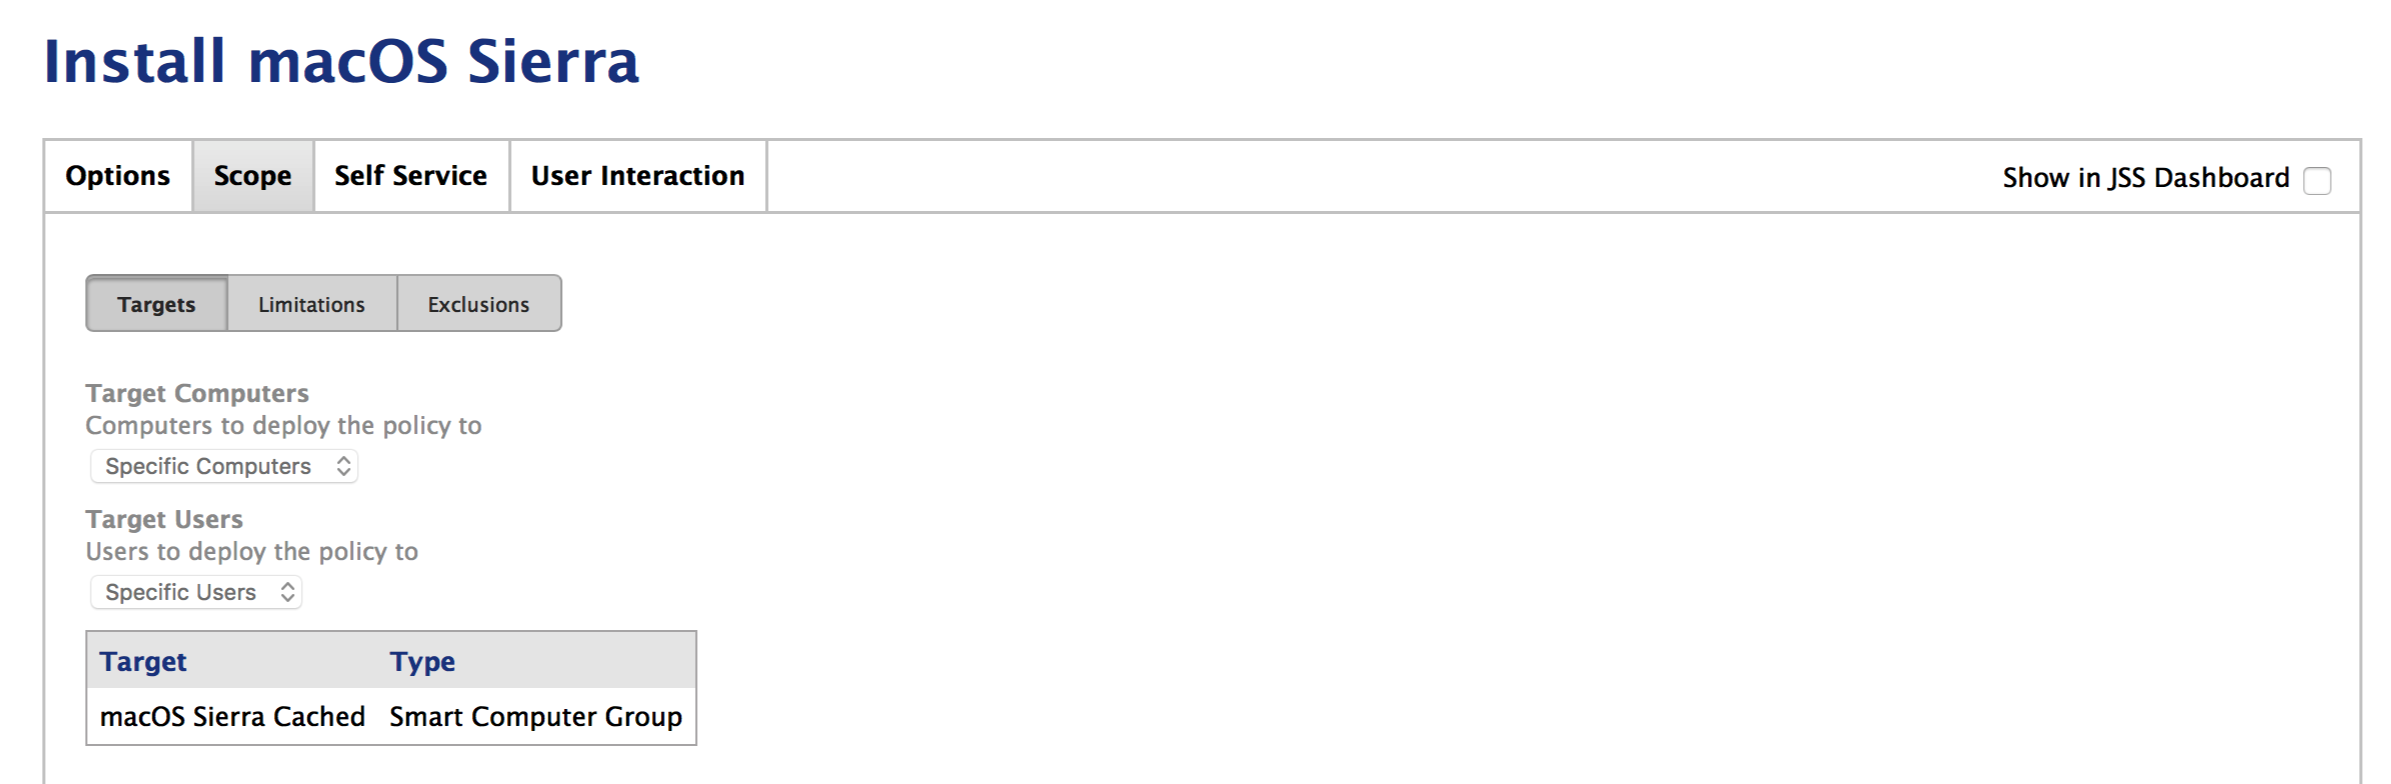 Install macOS Sierra
Options Scope Self Service User Interaction Show in JSS Dashboard
Targets Limitations Exclusions
Target Computers
Computers to deploy the policy to
Specific Computers
Target Users
Users to deploy the policy to
Specific Users
Target Type
macOS Sierra Cached Smart Computer Group